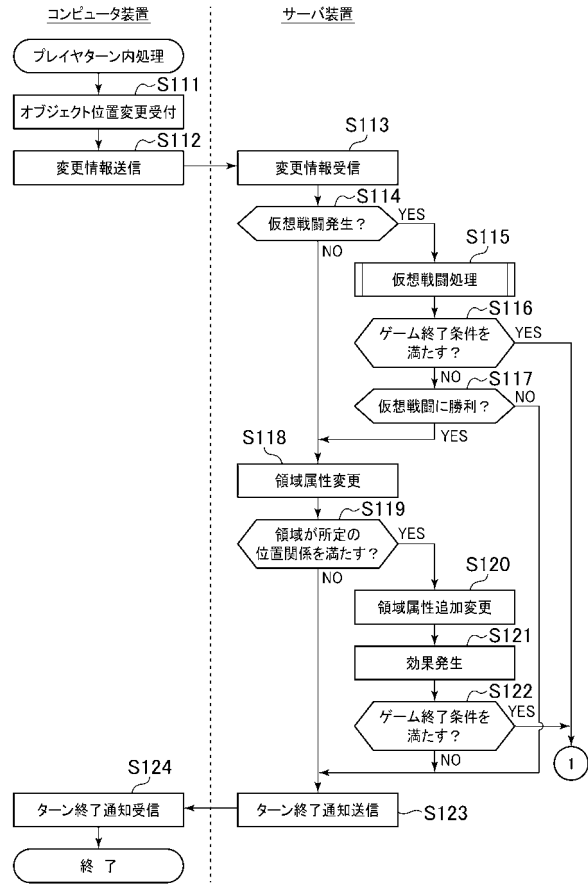 コンピュータ装置
サーバ装置
プレイヤターン内処理
S111
オブジェクト位置変更受付
S112
変更情報送信
S113
変更情報受信
S114
仮想戦闘発生？
YES
NO
S115
仮想戦闘処理
S116
ゲーム終了条件を
満たす？
YES
NO
S117
仮想戦闘に勝利？
NO
YES
S118
領域属性変更
S119
領域が所定の
位置関係を満たす？
YES
NO
S120
領域属性追加変更
S121
効果発生
S122
ゲーム終了条件を
満たす？
YES
NO
1
S124
ターン終了通知受信
ターン終了通知送信
S123
終 了